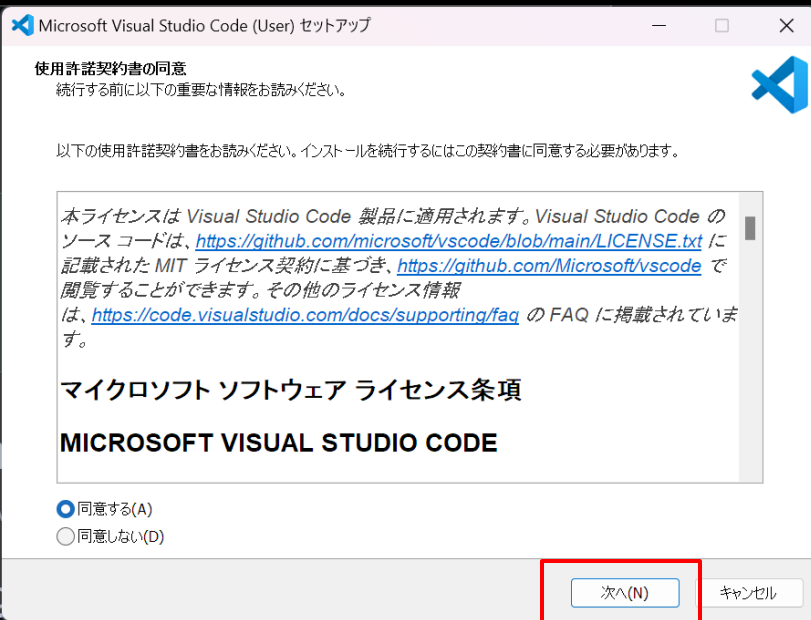 Microsoft Visual Studio Code (User) セットアップ
使用許諾契約書の同意
続行する前に以下の重要な情報をお読みください。
以下の使用許諾契約書をお読みください。インストールを続行するにはこの契約書に同意する必要があります。
本ライセンスは Visual Studio Code 製品に適用されます。Visual Studio Code の
ソース コードは、https://github.com/microsoft/vscode/blob/main/LICENSE.txt に
記載された MIT ライセンス契約に基づき、https://github.com/Microsoft/vscode で
閲覧することができます。その他のライセンス情報
は、https://code.visualstudio.com/docs/supporting/faq の FAQ に掲載されていま
す。
マイクロソフト ソフトウェア ライセンス条項
MICROSOFT VISUAL STUDIO CODE
同意する(A)
同意しない(D)
次へ(N)
キャンセル